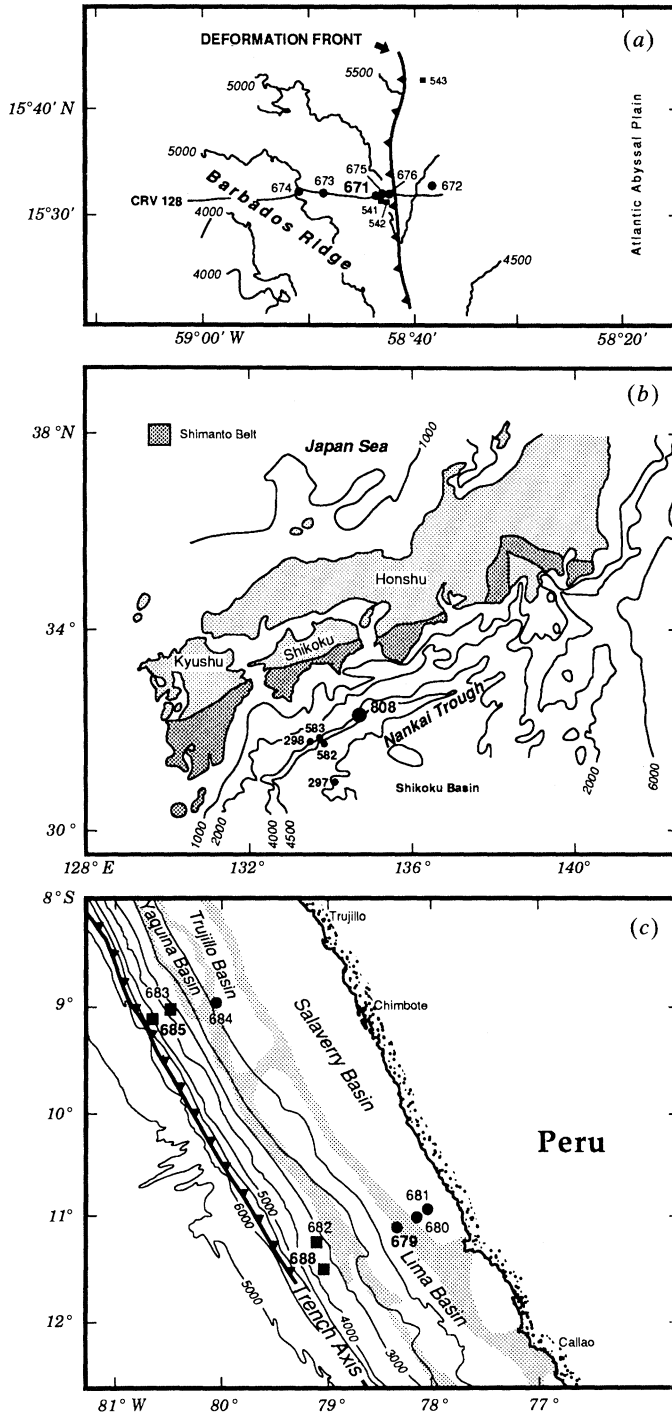 (a)
DEFORMATION FRONT
5000
5500
543
15°40' N
5000
675
676
672
674
673
671
CRV 128
541
542
15°30'
4000
4000
Barbados Ridge
4500
Atlantic Abyssal Plain
59°00' W
58°40'
58°20'
(b)
38 °N
Shimanto Belt
Japan Sea
1000
Honshu
34 °
Shikoku
Kyushu
808
583
298
582
Nankai Trough
297
Shikoku Basin
2000
6000
1000
2000
4000
4500
30 °
128° E
132 °
136 °
140 °
(c)
8°S
Yaquina Basin
Trujillo Basin
Trujillo
683
685
684
9°
Chimbote
Salaverry Basin
10°
Peru
681
680
679
11°
5000
6000
682
688
Lima Basin
5000
Trench Axis
4000
3000
12°
Callao
81° W
80°
79°
78°
77°